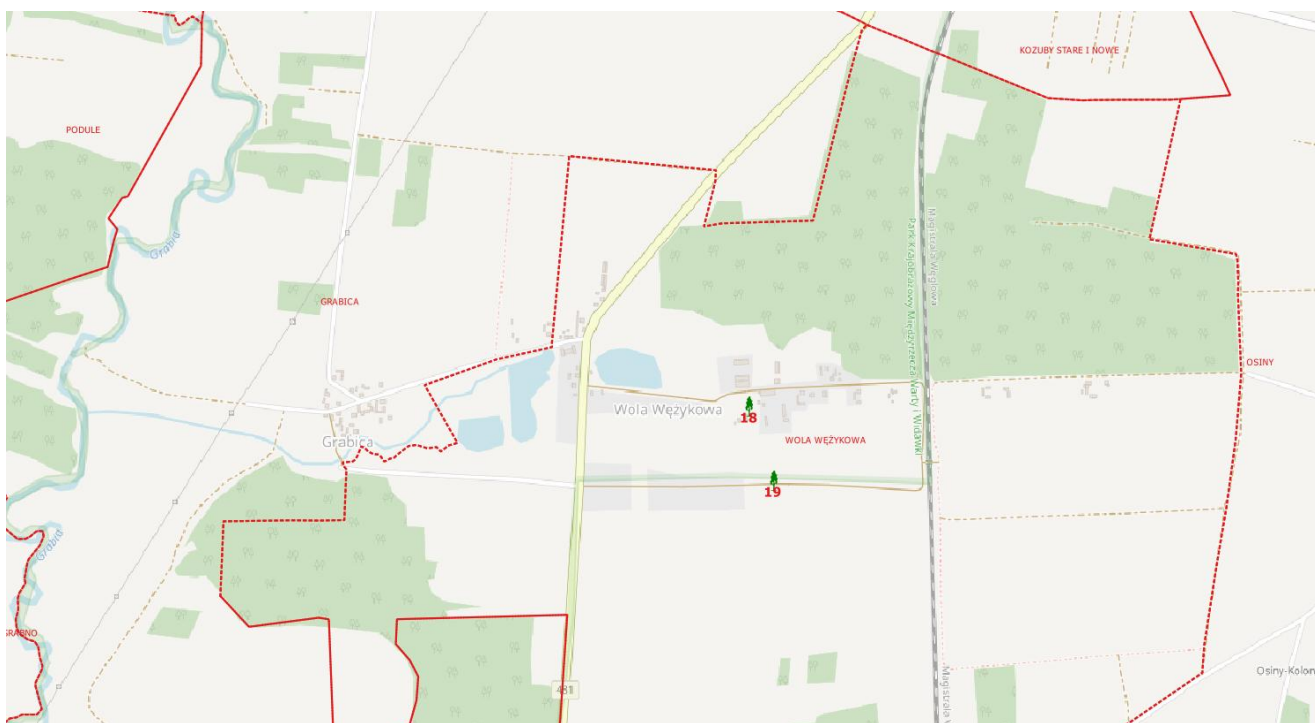 KOZUBY STARE I NOWE
PODULE
Grabia
Magistrala Węglowa
Park Krajobrazowy Międzyrzecza Warty i Widawki
GRABICA
OSINY
Wola Wężykowa
18
WOLA WĘŻYKOWA
Grabica
19
Grabia
GRABNO
Osiny-Kolon
481
Magistrala W